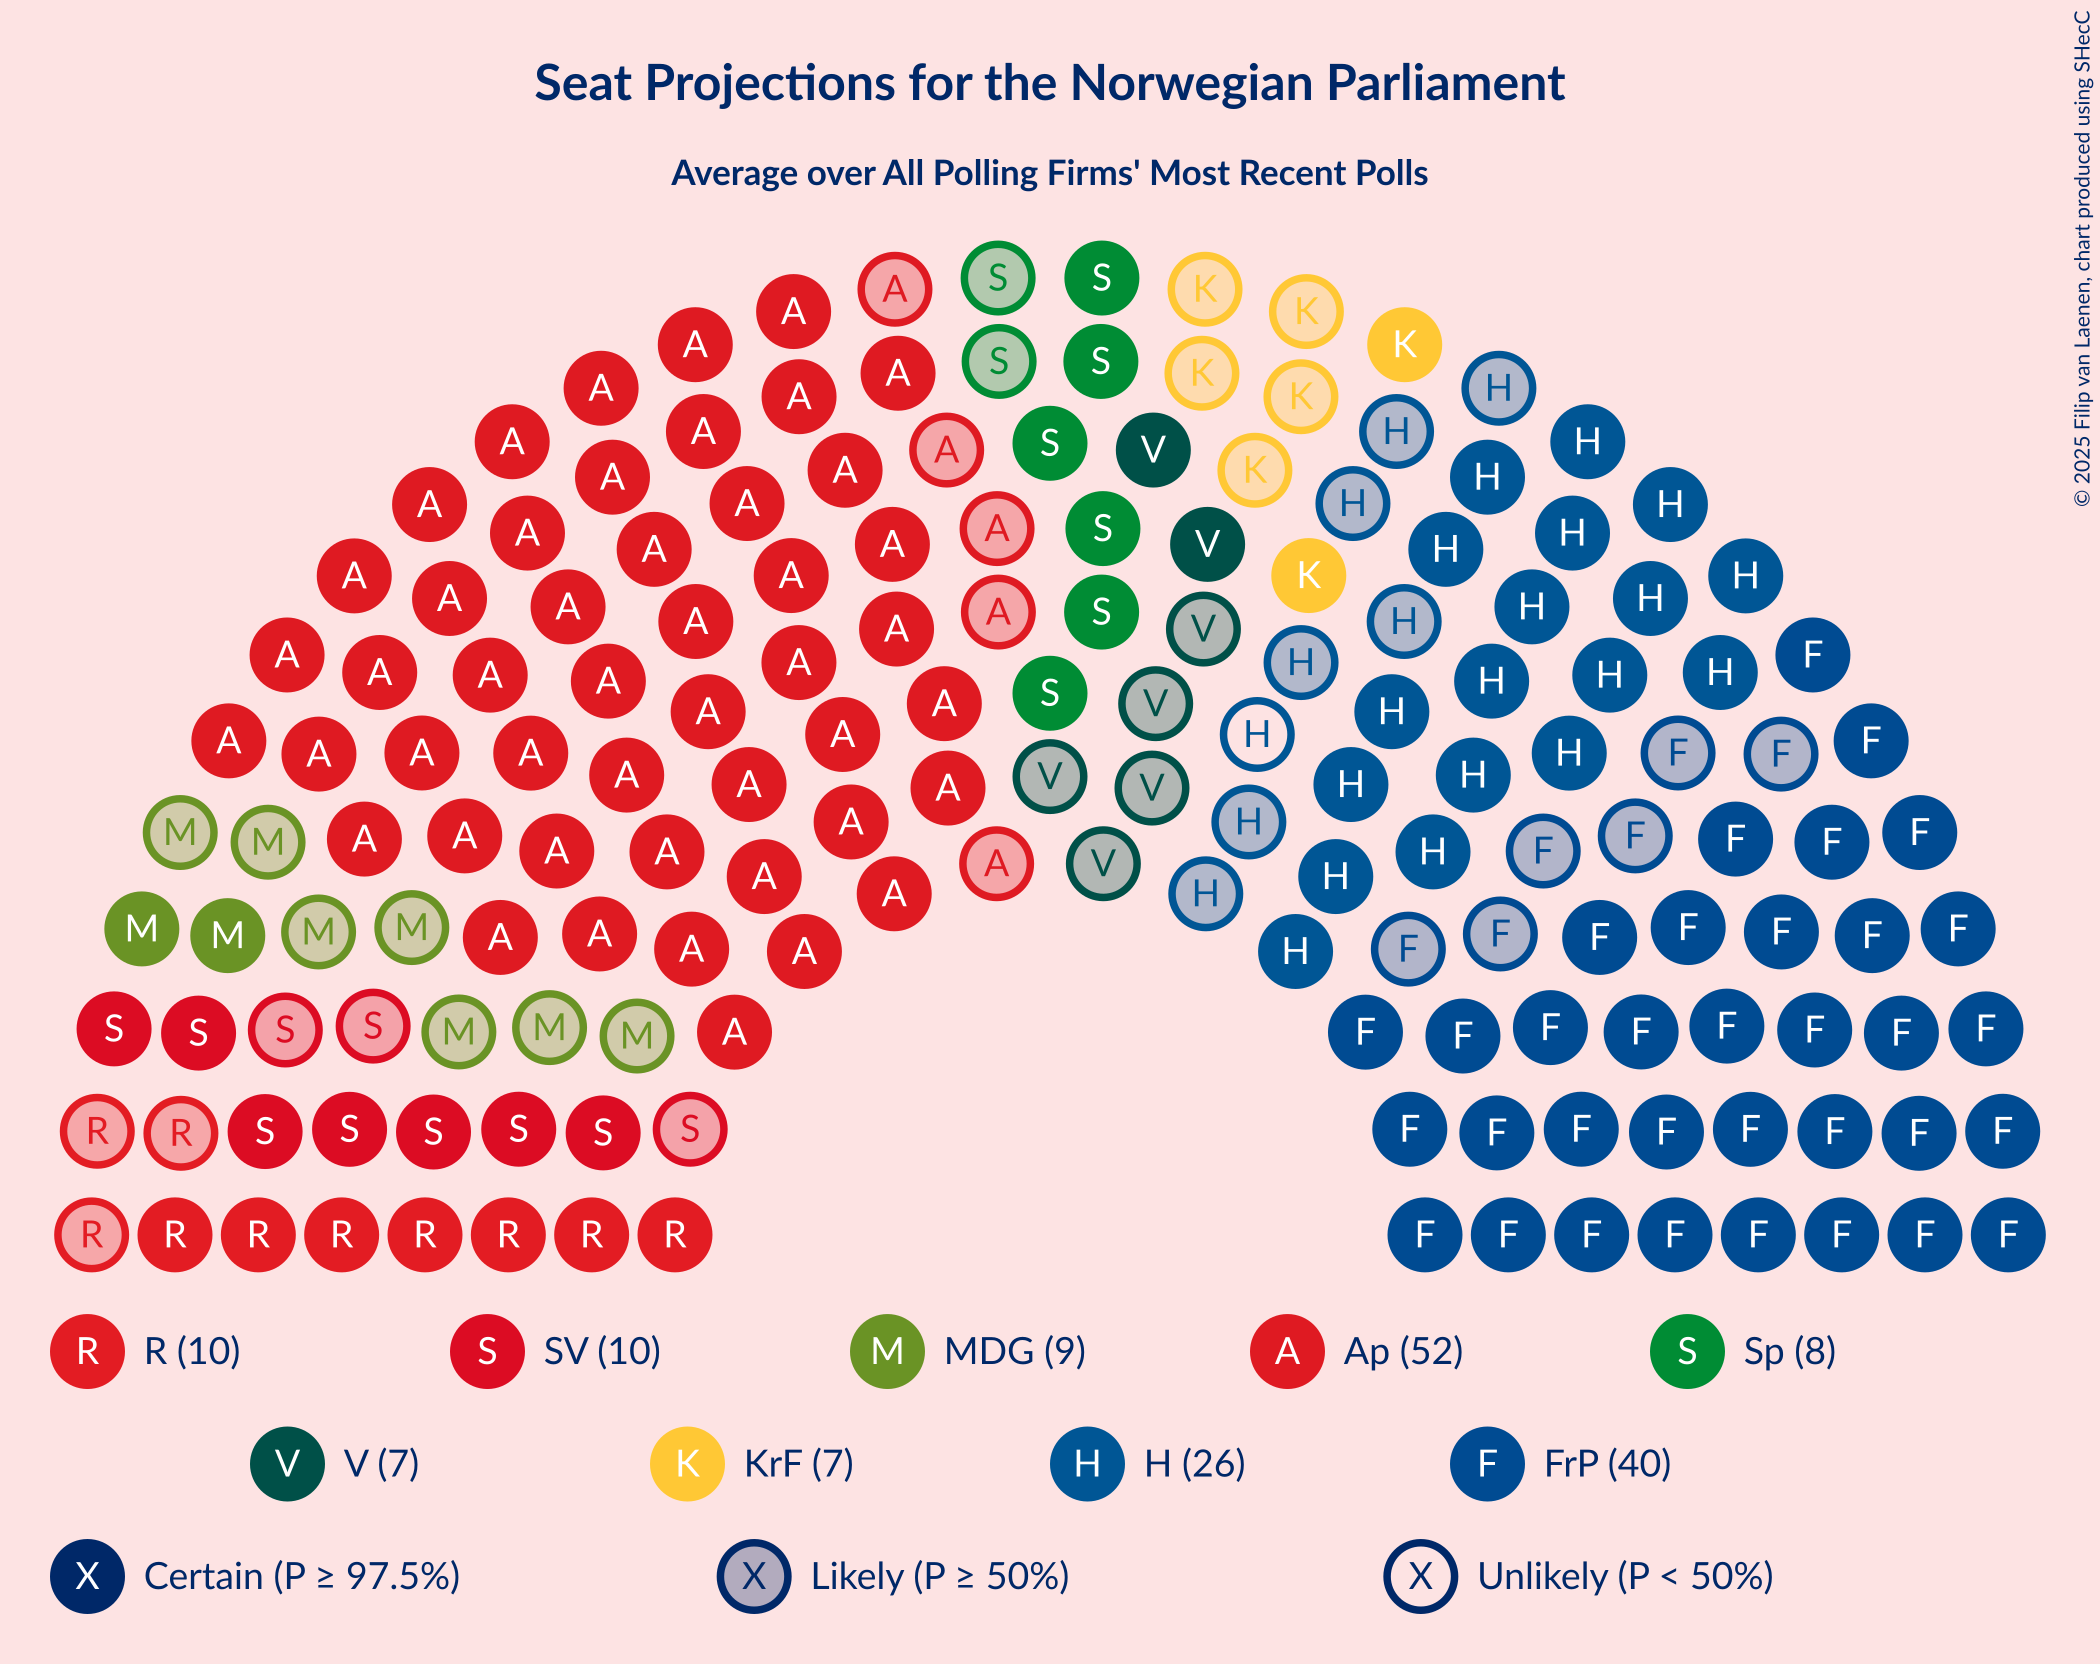 Seat Projections for the Norwegian Parliament
Average over All Polling Firms' Most Recent Polls
© 2025 Filip van Laenen, chart produced using SHecC
A A A S S K K K H
A A A S S K K H H
A A A A S V K H H H
A A A A A S V K H H H H
A A A A A A S V H H H H F
A A A A A A S V H H H H H F
A A A A A A A V V H H H H F F F
M M A A A A A A A V H H H F F F F F
M M M M A A A A A H H F F F F F F F
S S S S M M M A F F F F F F F F
R R S S S S S S F F F F F F F F
R R R R R R R R F F F F F F F F
R R (10) S SV (10) M MDG (9) A Ap (52) S Sp (8)
V V (7) K KrF (7) H H (26) F FrP (40)
X Certain (P ≥ 97.5%) X Likely (P ≥ 50%) X Unlikely (P < 50%)